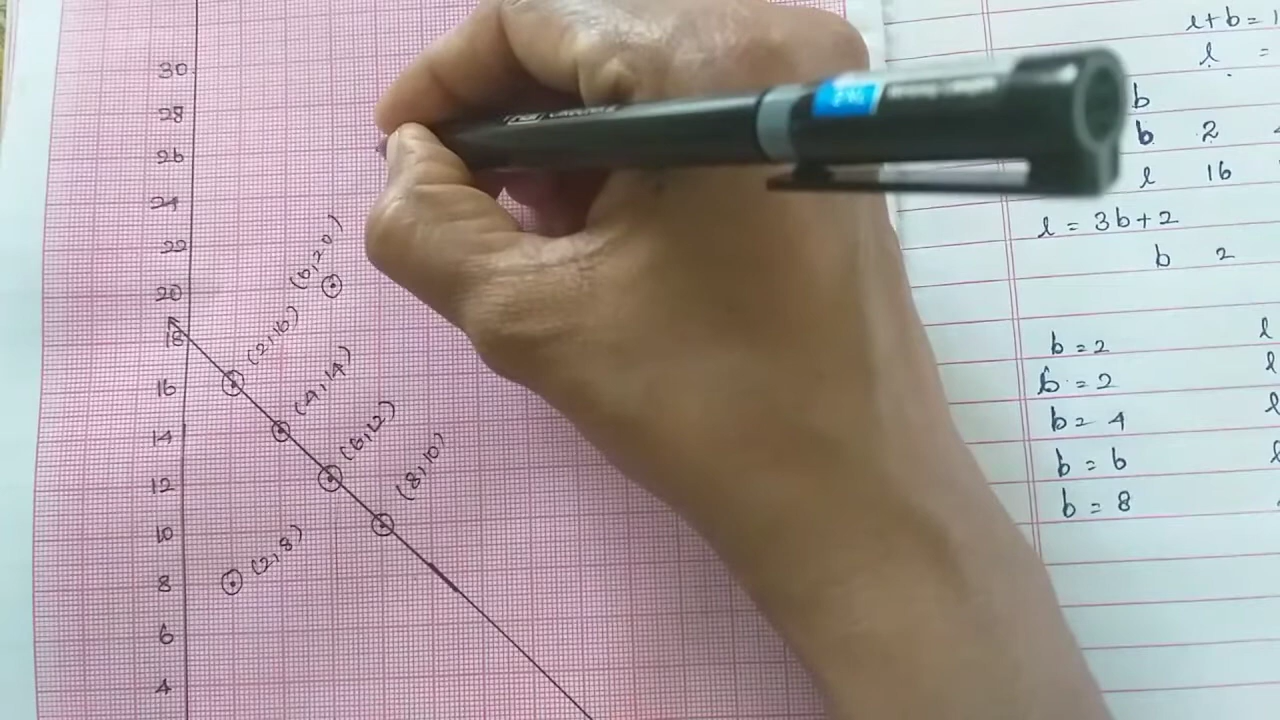 30
28
26
24
22
20
18
16
14
12
10
8
6
4
(6,20)
(2,16)
(4,14)
(6,12)
(8,10)
(2,8)
l+b=1
l =
b
b 2
l 16
l = 3b+2
b 2
b = 2 l
b = 2 l
b = 4 l
b = 6 l
b = 8